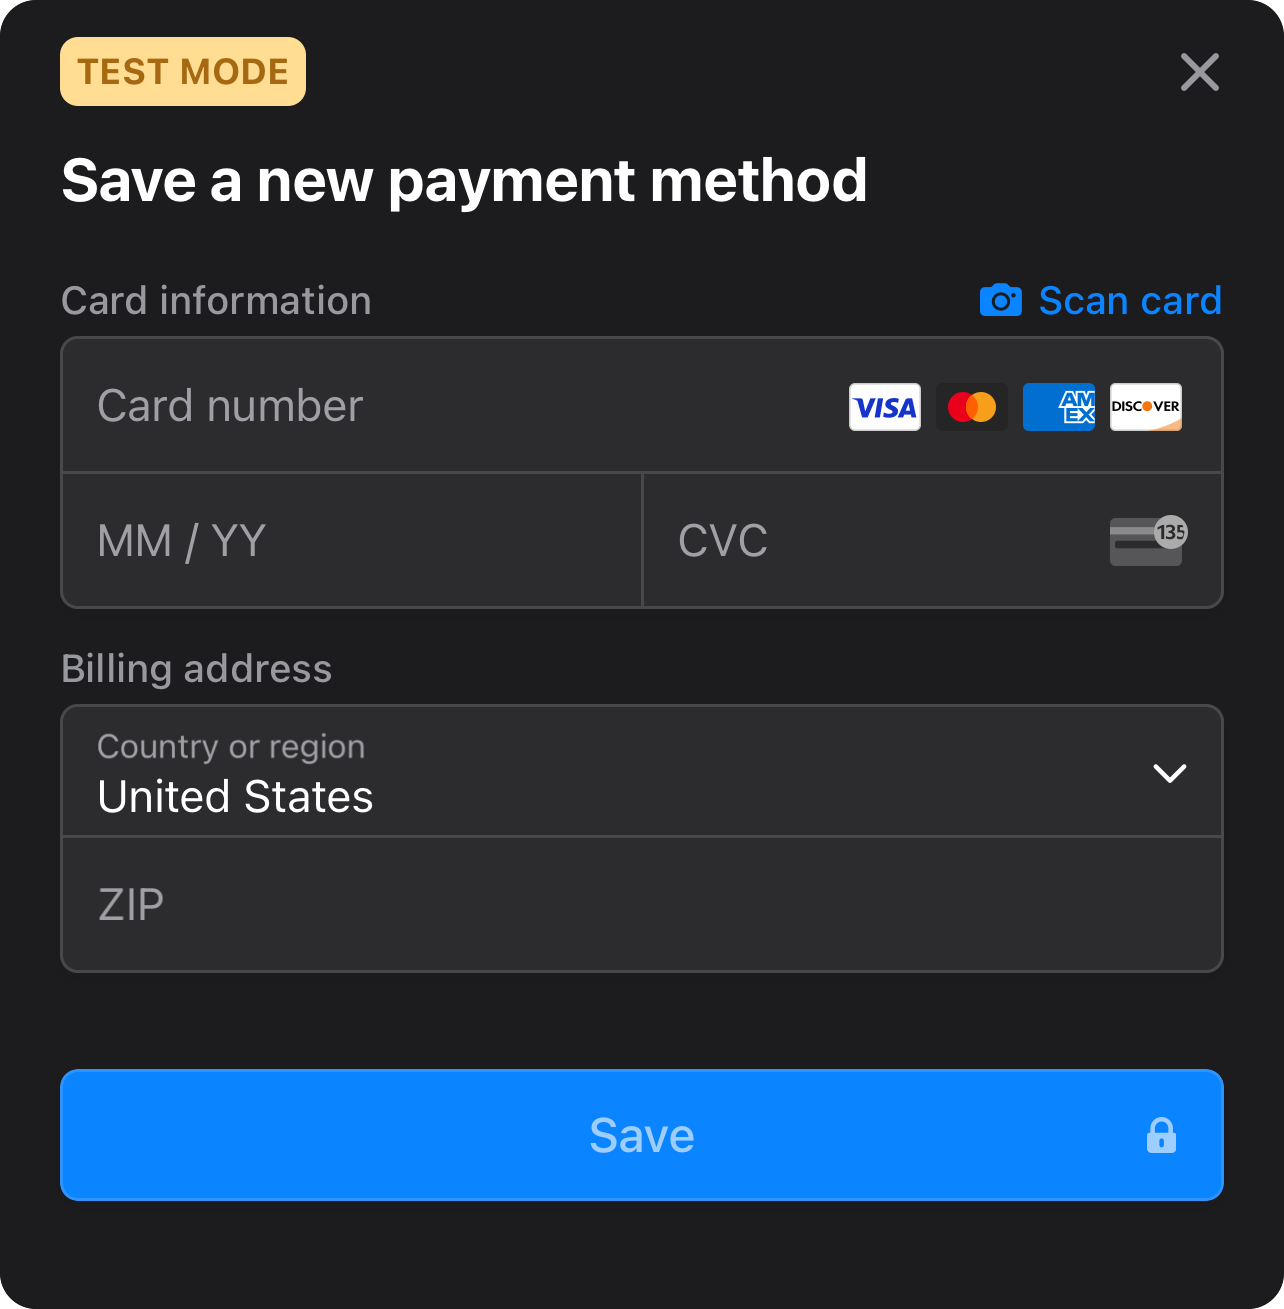 TEST MODE
Save a new payment method
Card information
Scan card
Card number
VISA
AM
EX
DISCOVER
MM / YY
CVC
135
Billing address
Country or region
United States
ZIP
Save